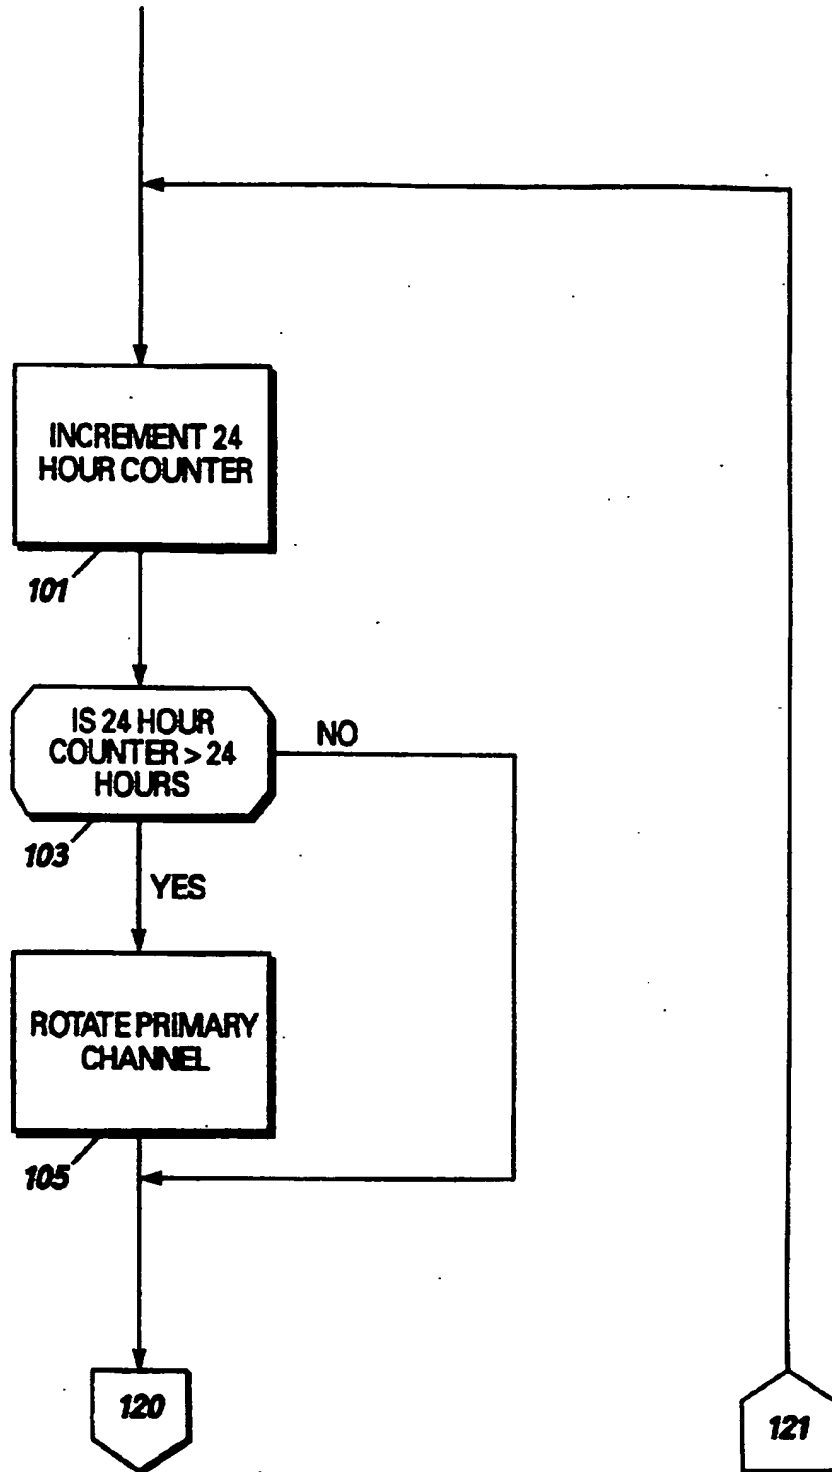 INCREMENT 24
HOUR COUNTER
101
IS 24 HOUR
COUNTER > 24
HOURS
NO
103
YES
ROTATE PRIMARY
CHANNEL
105
120
121